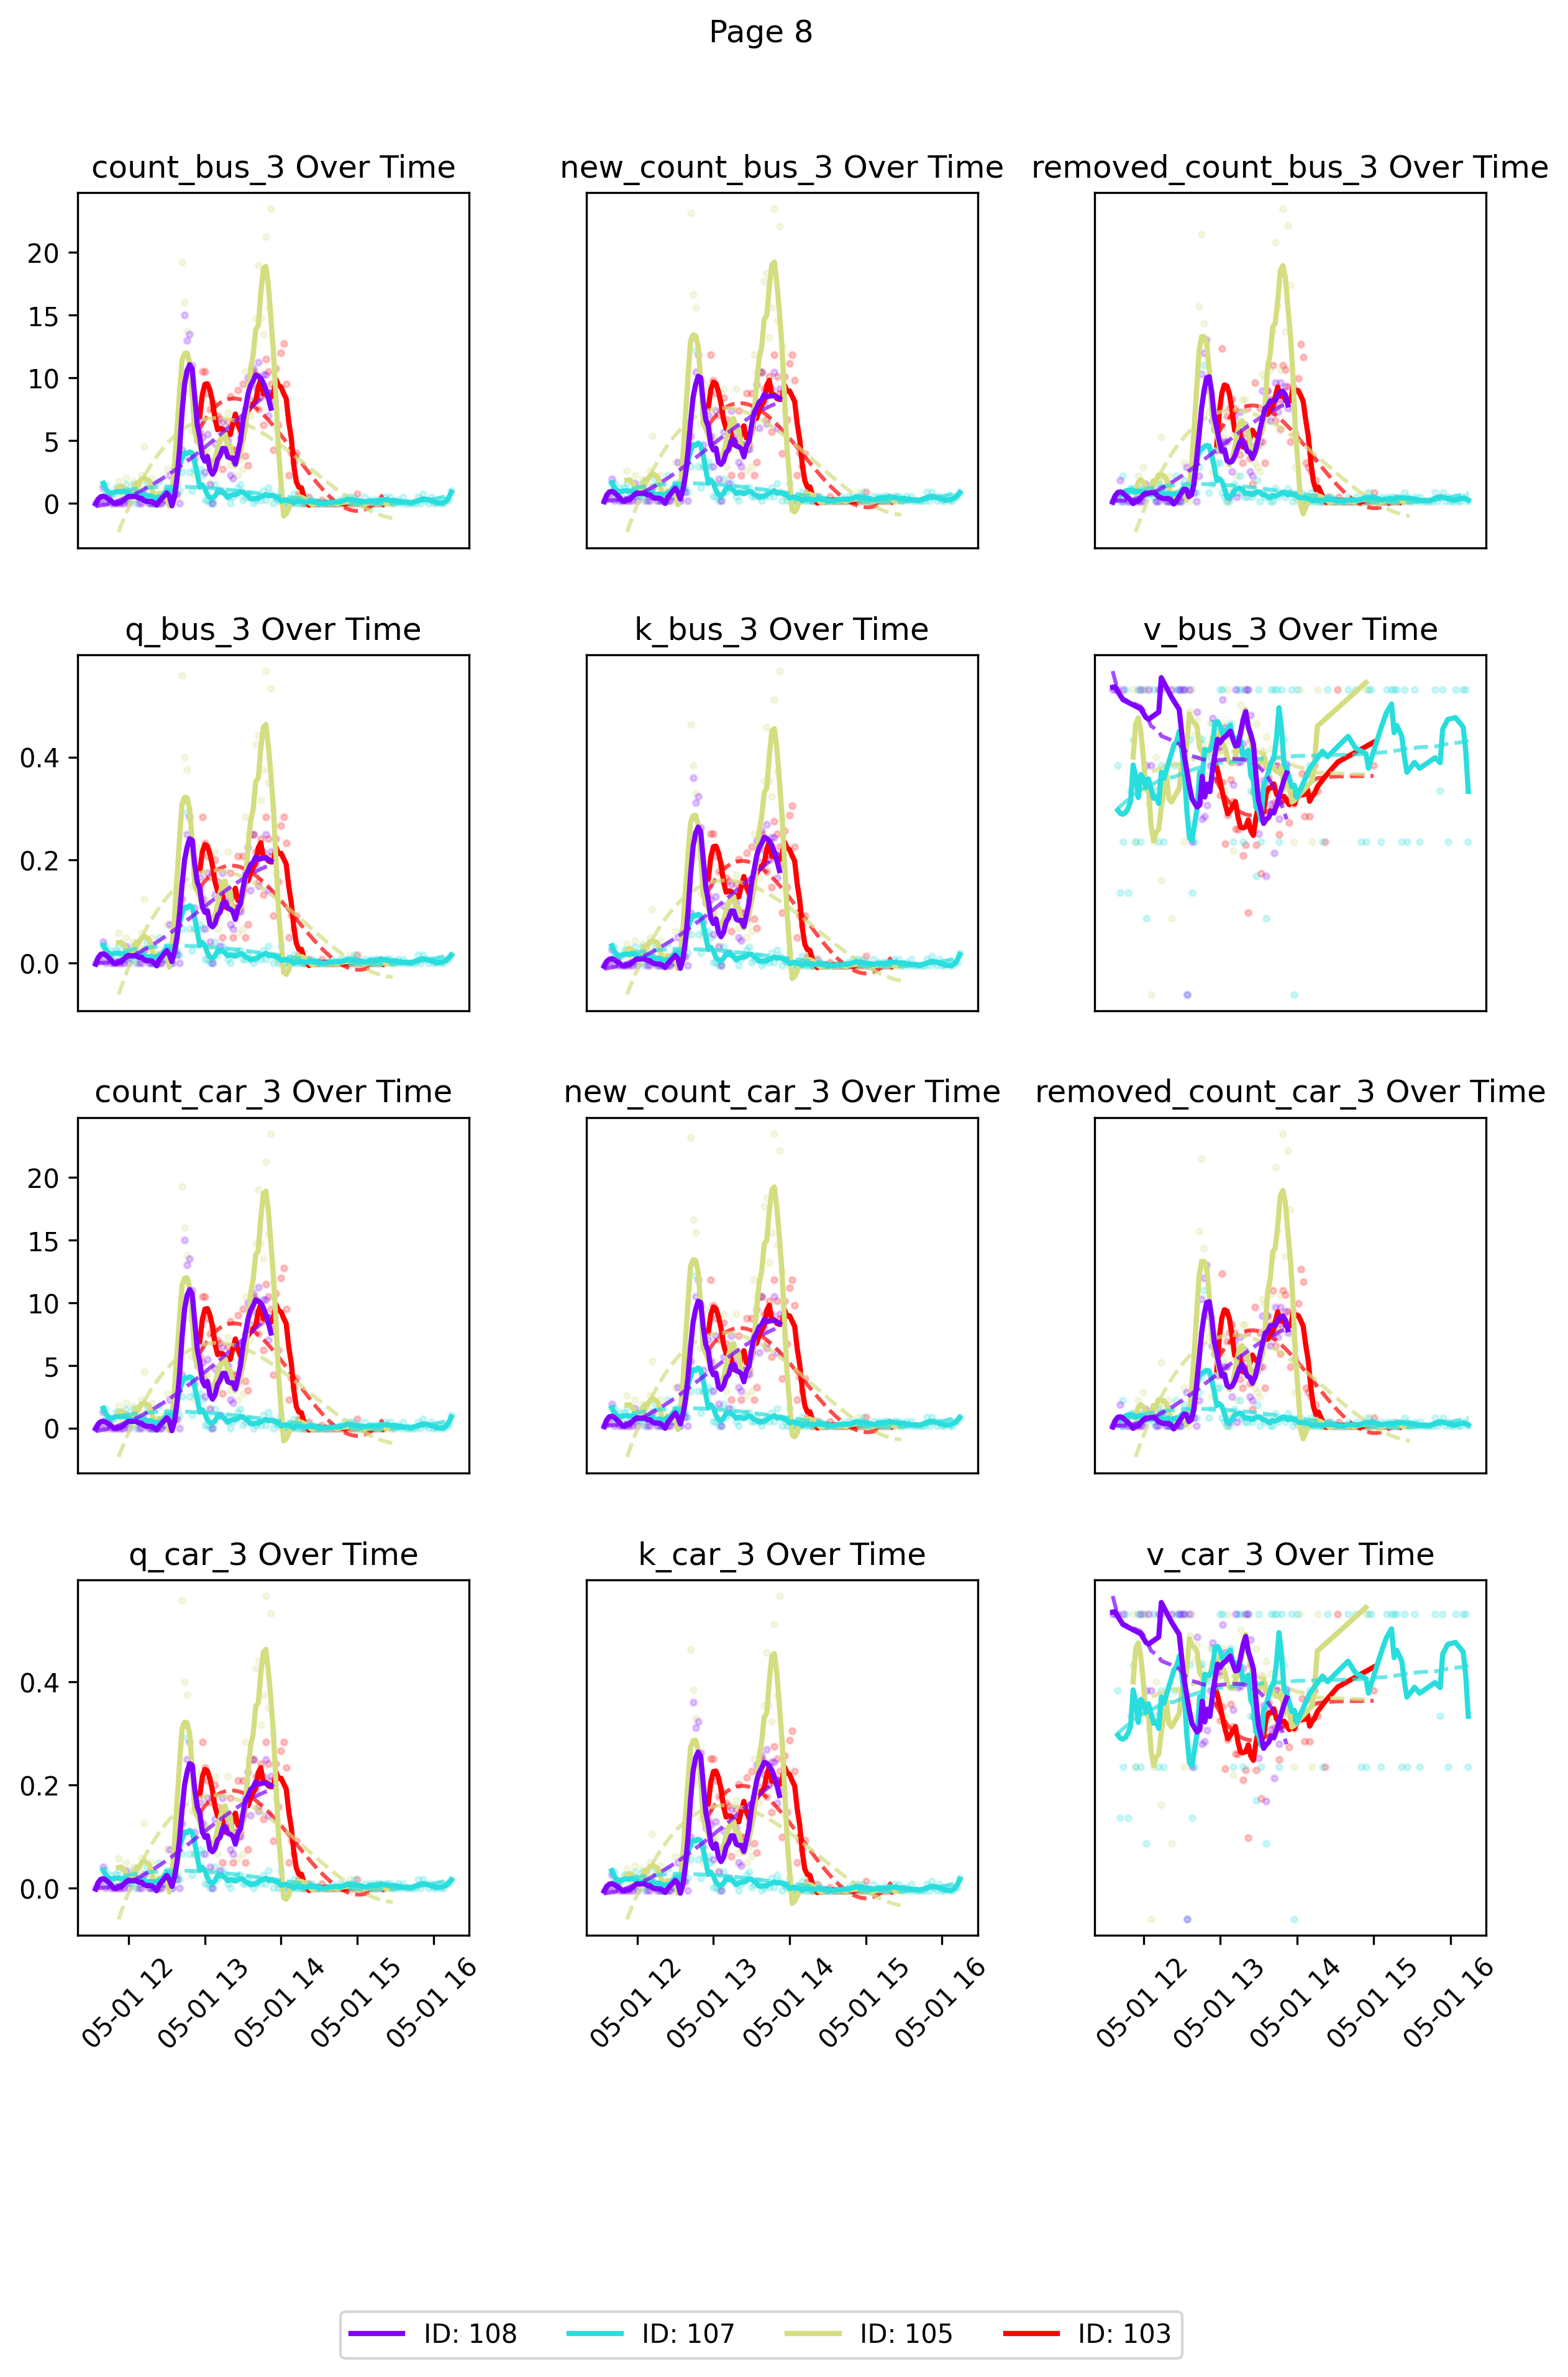 Page 8
count_bus_3 Over Time
new_count_bus_3 Over Time
removed_count_bus_3 Over Time
20
15
10
5
0
q_bus_3 Over Time
k_bus_3 Over Time
v_bus_3 Over Time
0.4
0.2
0.0
count_car_3 Over Time
new_count_car_3 Over Time
removed_count_car_3 Over Time
20
15
10
5
0
q_car_3 Over Time
k_car_3 Over Time
v_car_3 Over Time
0.4
0.2
0.0
05-01 12
05-01 13
05-01 14
05-01 15
05-01 16
05-01 12
05-01 13
05-01 14
05-01 15
05-01 16
05-01 12
05-01 13
05-01 14
05-01 15
05-01 16
ID: 108
ID: 107
ID: 105
ID: 103